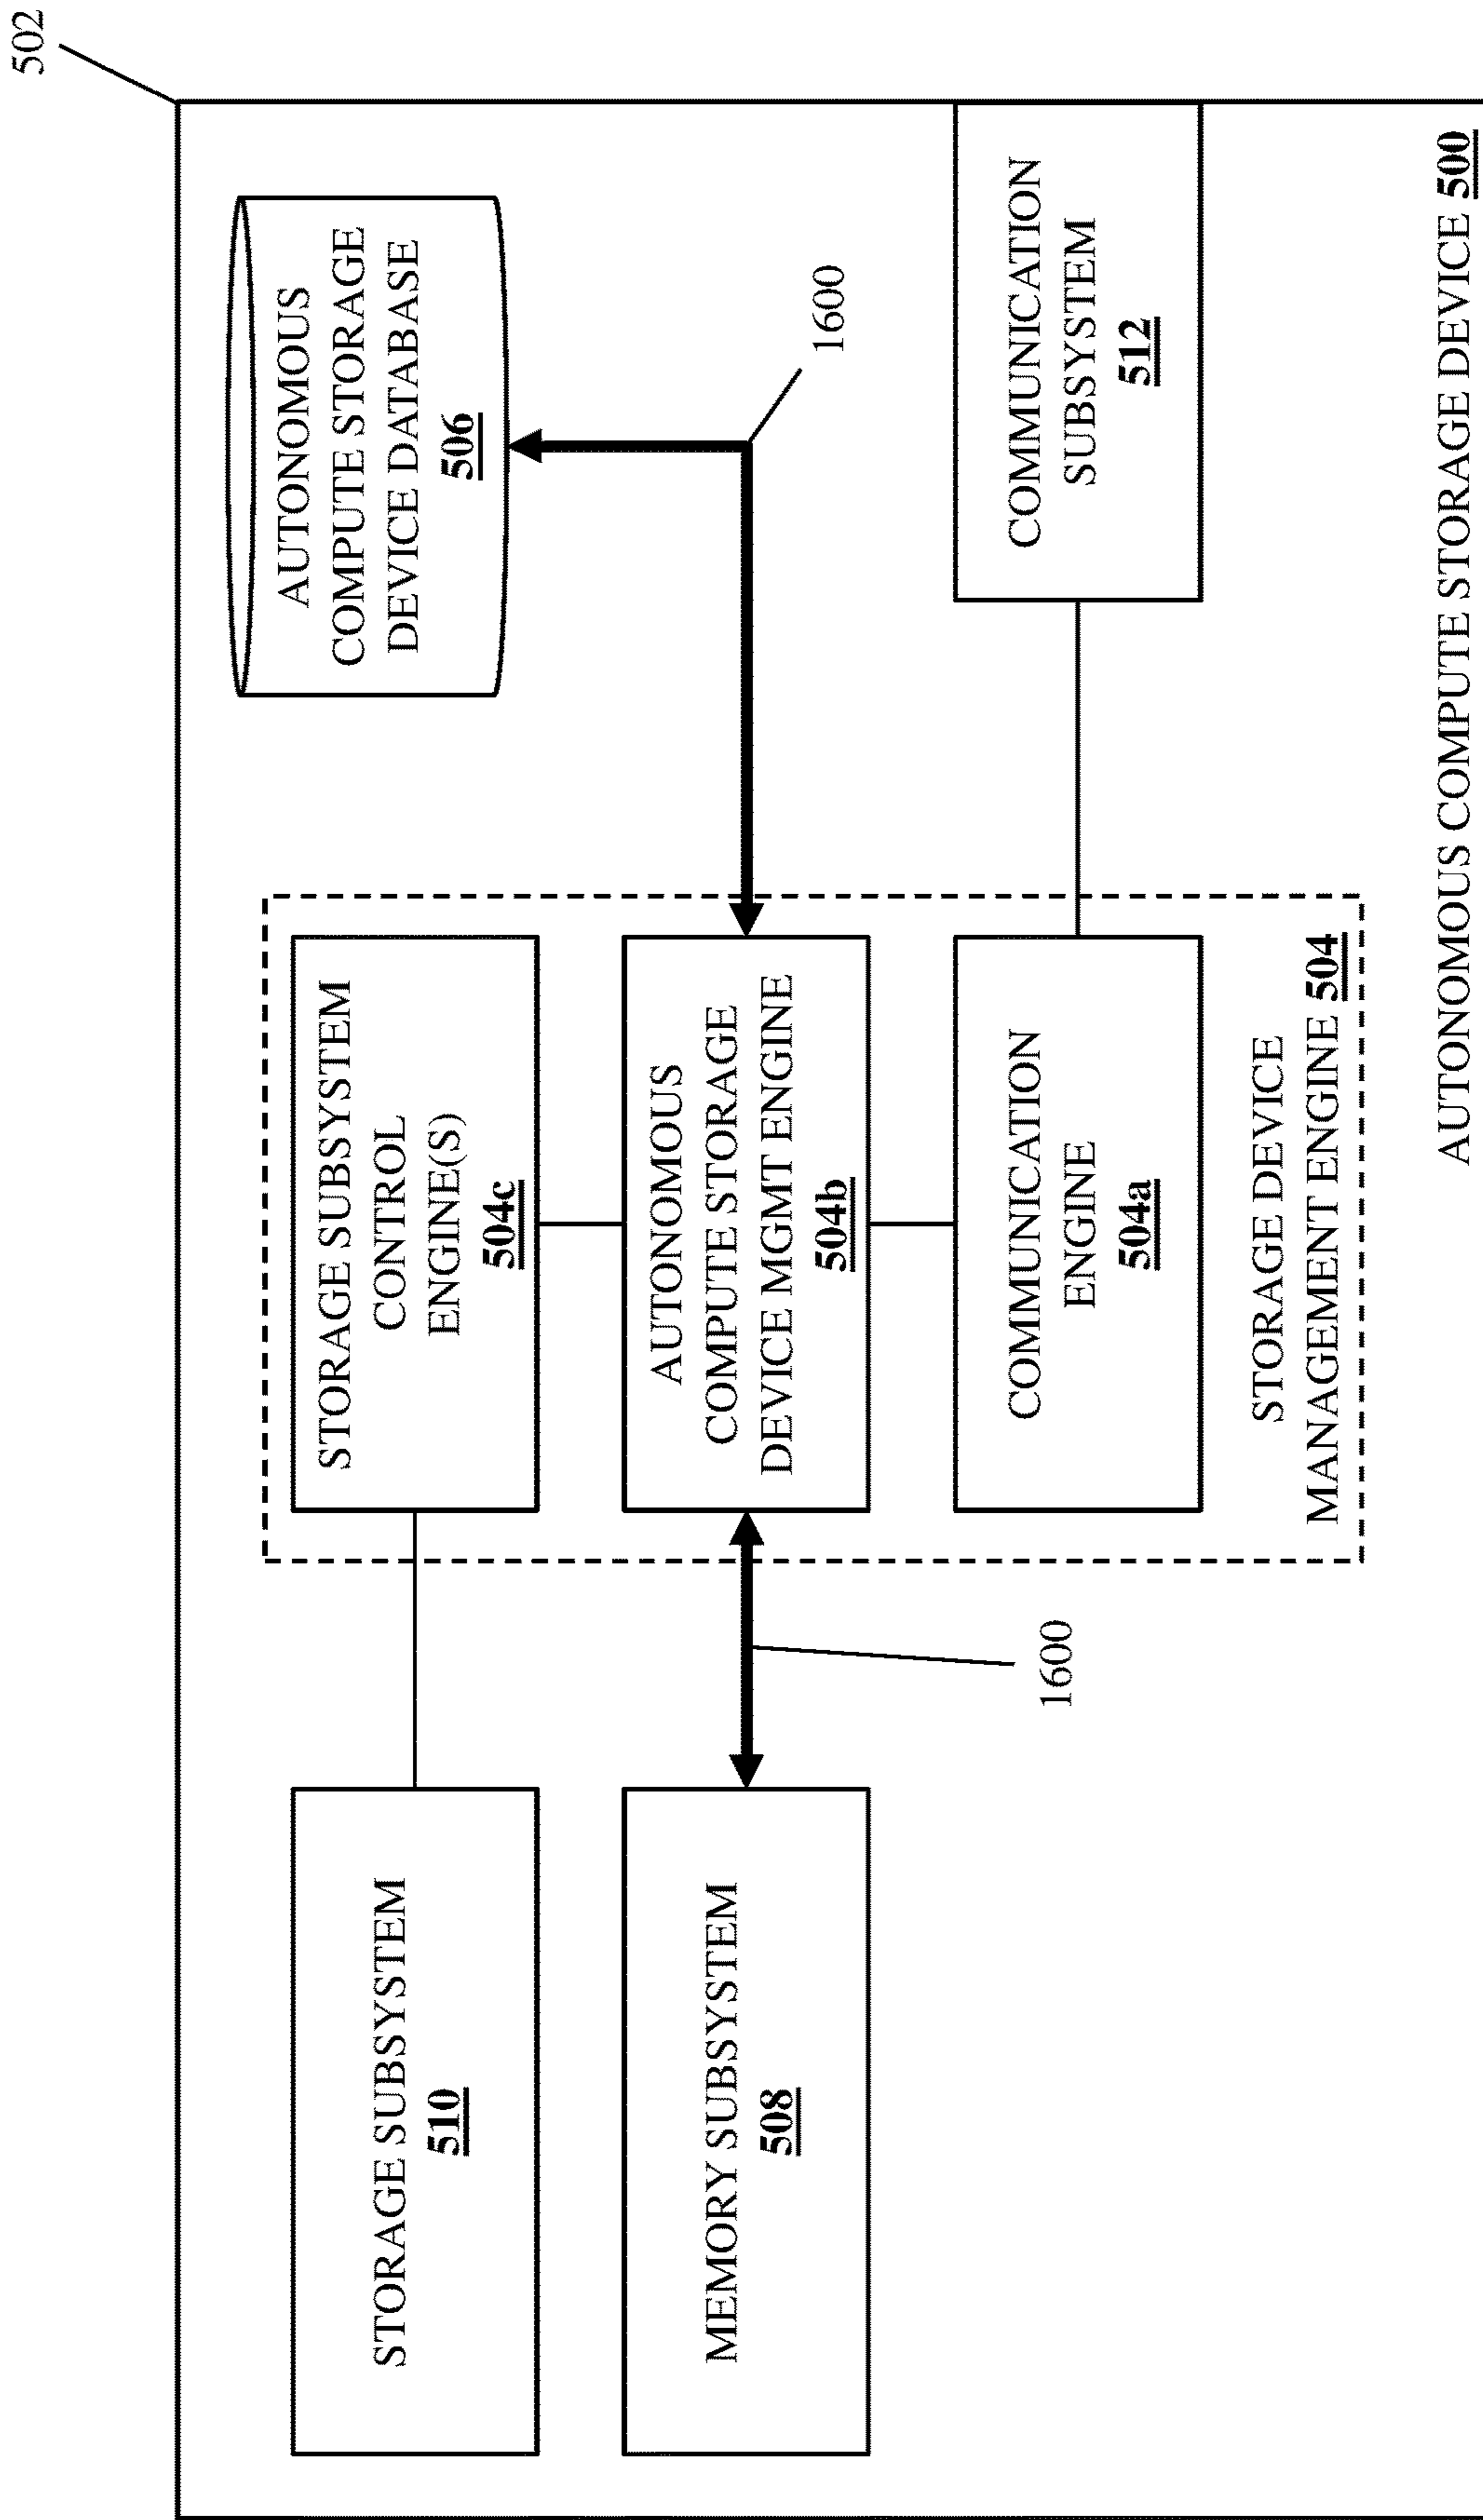 502
AUTONOMOUS
COMPUTE STORAGE
DEVICE DATABASE
506
STORAGE SUBSYSTEM
CONTROL
ENGINE(S)
504c
STORAGE SUBSYSTEM
510
1600
AUTONOMOUS
COMPUTE STORAGE
DEVICE MGMT ENGINE
504b
MEMORY SUBSYSTEM
508
1600
COMMUNICATION
SUBSYSTEM
512
COMMUNICATION
ENGINE
504a
STORAGE DEVICE
MANAGEMENT ENGINE 504
AUTONOMOUS COMPUTE STORAGE DEVICE 500